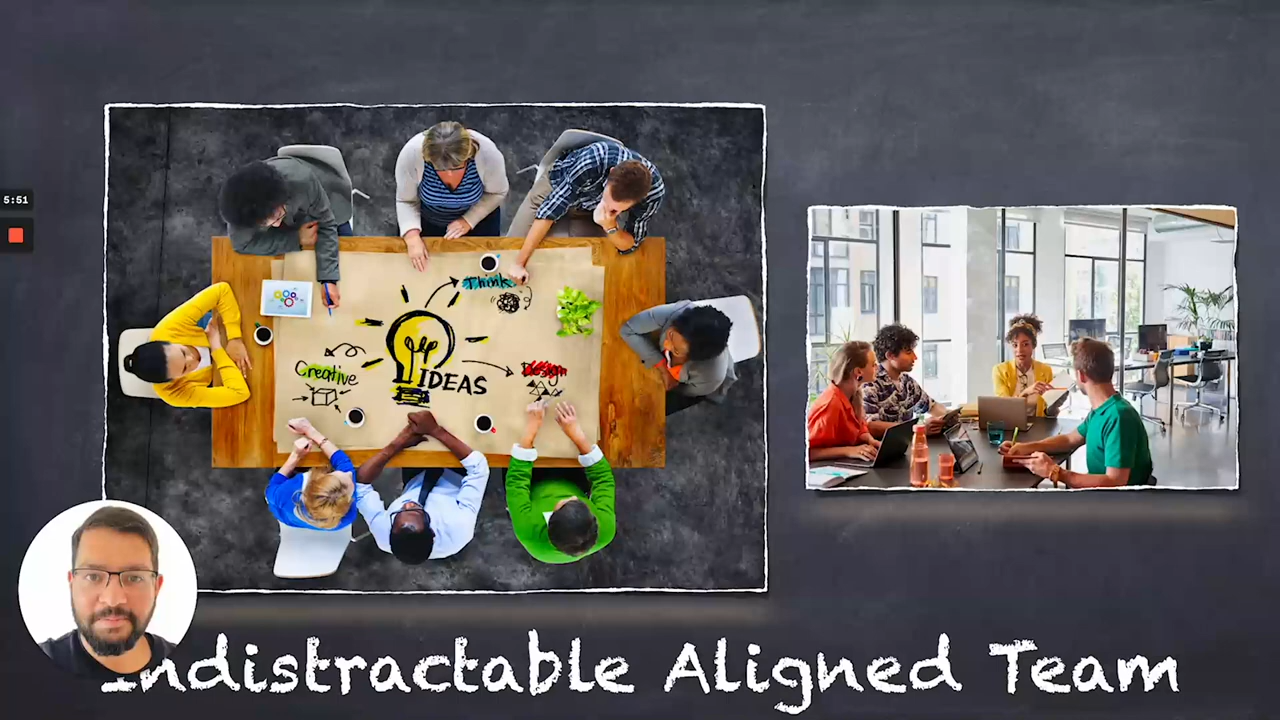 5:51
Think
Creative
IDEAS
Design
Indistractable Aligned Team